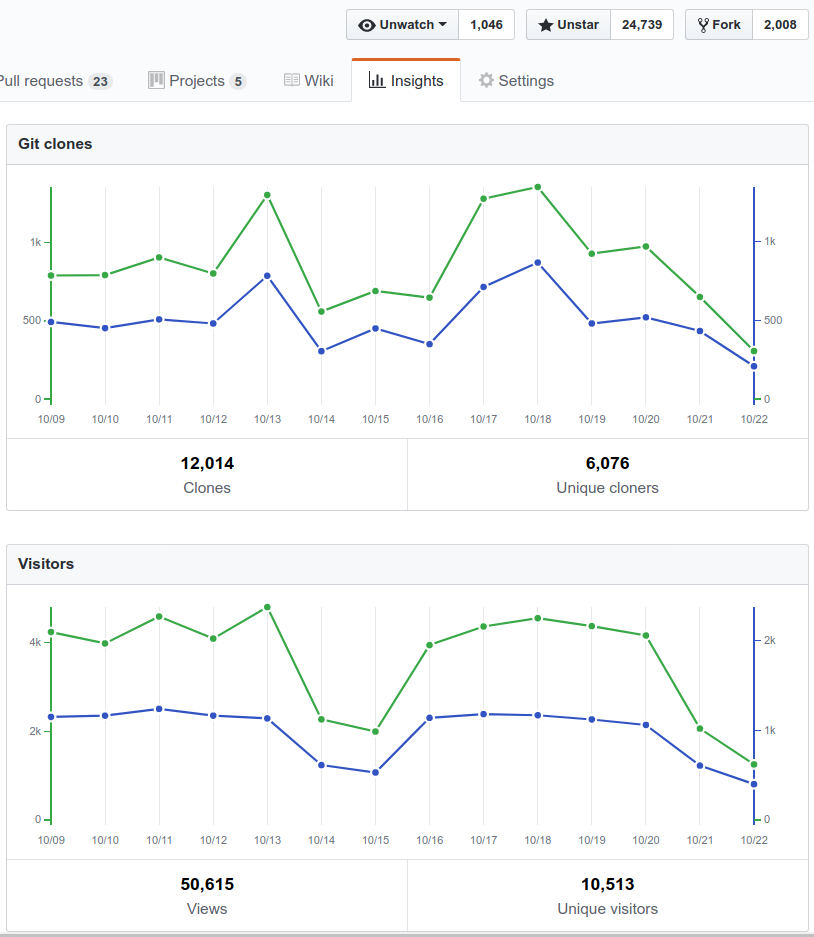 Unwatch 1,046 Unstar 24,739 Fork 2,008
Pull requests 23 Projects 5 Wiki Insights Settings
Git clones
1k 1k
500 500
0 0
10/09 10/10 10/11 10/12 10/13 10/14 10/15 10/16 10/17 10/18 10/19 10/20 10/21 10/22
12,014 6,076
Clones Unique cloners
Visitors
4k 2k
2k 1k
0 0
10/09 10/10 10/11 10/12 10/13 10/14 10/15 10/16 10/17 10/18 10/19 10/20 10/21 10/22
50,615 10,513
Views Unique visitors